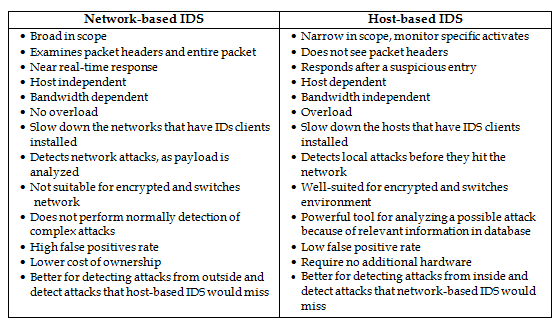 Network-based IDS
• Broad in scope
• Examines packet headers and entire packet
• Near real-time response
• Host independent
• Bandwidth dependent
• No overload
• Slow down the networks that have IDs clients
installed
• Detects network attacks, as payload is
analyzed
• Not suitable for encrypted and switches
network
• Does not perform normally detection of
complex attacks
• High false positives rate
• Lower cost of ownership
• Better for detecting attacks from outside and
detect attacks that host-based IDS would miss
Host-based IDS
• Narrow in scope, monitor specific activates
• Does not see packet headers
• Responds after a suspicious entry
• Host dependent
• Bandwidth independent
• Overload
• Slow down the hosts that have IDS clients
installed
• Detects local attacks before they hit the
network
• Well-suited for encrypted and switches
environment
• Powerful tool for analyzing a possible attack
because of relevant information in database
• Low false positive rate
• Require no additional hardware
• Better for detecting attacks from inside and
detect attacks that network-based IDS would
miss